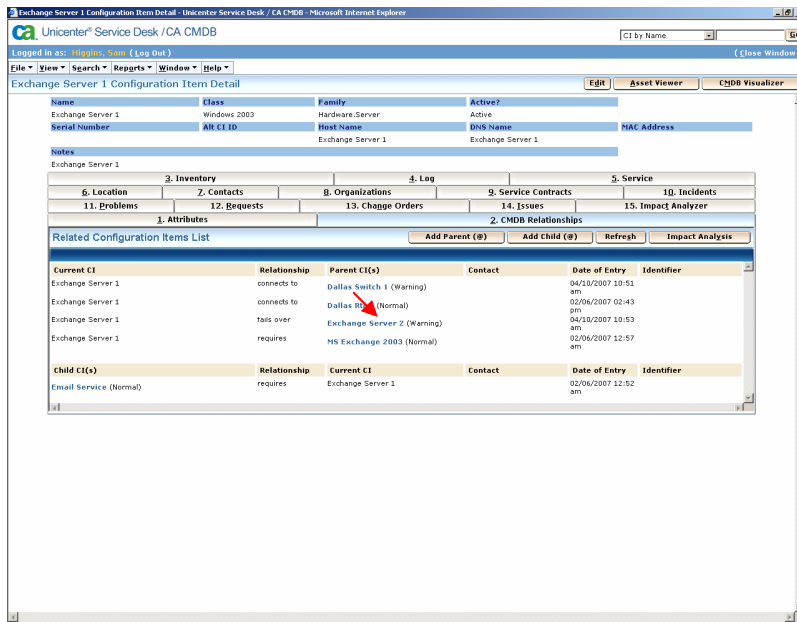 Exchange Server 1 Configuration Item Detail - Unicenter Service Desk / CA CMDB - Microsoft Internet Explorer
ca Unicenter® Service Desk / CA CMDB
CI by Name
Logged in as: Higgins, Sam ( Log Out )
( Close Window
File View Search Reports Window Help
Exchange Server 1 Configuration Item Detail
Edit Asset Viewer CMDB Visualizer
Name Class Family Active?
Exchange Server 1 Windows 2003 Hardware.Server Active
Serial Number Alt CI ID Host Name DNS Name MAC Address
Exchange Server 1 Exchange Server 1
Notes
Exchange Server 1
3. Inventory 4. Log 5. Service
6. Location 7. Contacts 8. Organizations 9. Service Contracts 10. Incidents
11. Problems 12. Requests 13. Change Orders 14. Issues 15. Impact Analyzer
1. Attributes 2. CMDB Relationships
Related Configuration Items List
Add Parent (@) Add Child (@) Refresh Impact Analysis
Current CI Relationship Parent CI(s) Contact Date of Entry Identifier
Exchange Server 1 connects to Dallas Switch 1 (Warning) 04/10/2007 10:51
am
Exchange Server 1 connects to Dallas (Normal) 02/06/2007 02:43
pm
Exchange Server 1 fails over Exchange Server 2 (Warning) 04/10/2007 10:53
am
Exchange Server 1 requires MS Exchange 2003 (Normal) 02/06/2007 12:57
am
Child CI(s) Relationship Current CI Contact Date of Entry Identifier
Email Service (Normal) requires Exchange Server 1 02/06/2007 12:52
am